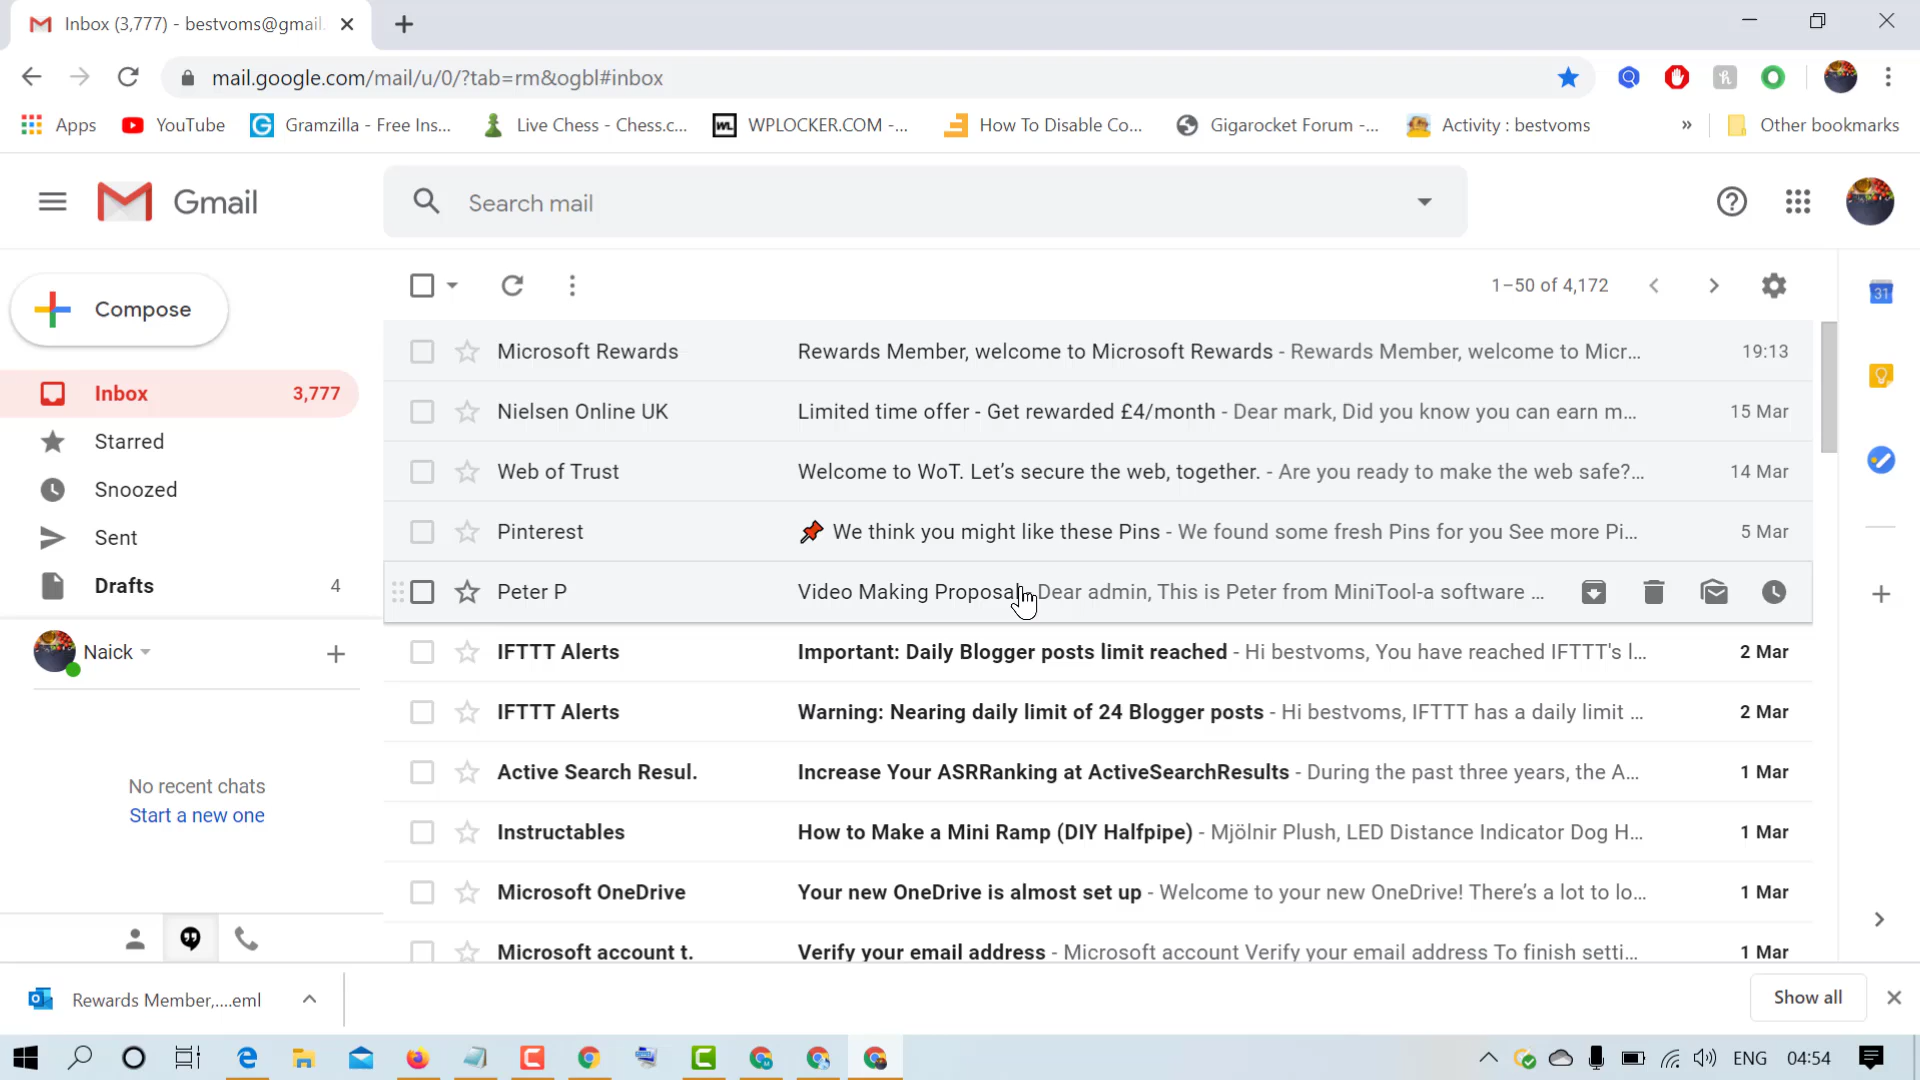 Inbox (3,777) - bestvoms@gmail.
mail.google.com/mail/u/0/?tab=rm&ogbl#inbox
Apps YouTube Gramzilla - Free Ins... Live Chess - Chess.c... WPLOCKER.COM -... How To Disable Co... Gigarocket Forum -... Activity : bestvoms » Other bookmarks
Gmail
Search mail
Compose
1–50 of 4,172
Inbox 3,777
Starred
Snoozed
Sent
Drafts 4
Naick
No recent chats
Start a new one
Microsoft Rewards Rewards Member, welcome to Microsoft Rewards - Rewards Member, welcome to Micr... 19:13
Nielsen Online UK Limited time offer - Get rewarded £4/month - Dear mark, Did you know you can earn m... 15 Mar
Web of Trust Welcome to WoT. Let’s secure the web, together. - Are you ready to make the web safe?... 14 Mar
Pinterest 📌 We think you might like these Pins - We found some fresh Pins for you See more Pi... 5 Mar
Peter P Video Making Proposal Dear admin, This is Peter from MiniTool-a software ...
IFTTT Alerts Important: Daily Blogger posts limit reached - Hi bestvoms, You have reached IFTTT's l... 2 Mar
IFTTT Alerts Warning: Nearing daily limit of 24 Blogger posts - Hi bestvoms, IFTTT has a daily limit ... 2 Mar
Active Search Resul. Increase Your ASRRanking at ActiveSearchResults - During the past three years, the A... 1 Mar
Instructables How to Make a Mini Ramp (DIY Halfpipe) - Mjölnir Plush, LED Distance Indicator Dog H... 1 Mar
Microsoft OneDrive Your new OneDrive is almost set up - Welcome to your new OneDrive! There’s a lot to lo... 1 Mar
Microsoft account t. Verify your email address - Microsoft account Verify your email address To finish setti... 1 Mar
31
Rewards Member,....eml
Show all
ENG 04:54